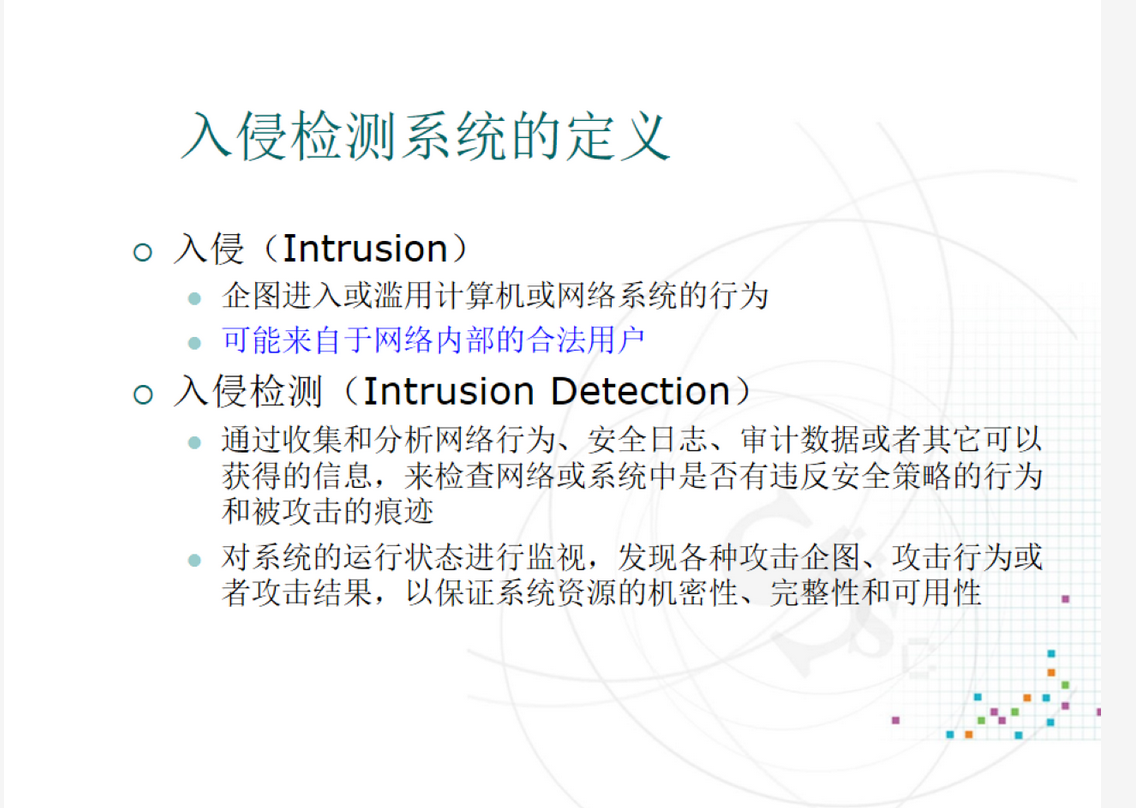 入侵检测系统的定义
入侵（Intrusion）
企图进入或滥用计算机或网络系统的行为
可能来自于网络内部的合法用户
入侵检测（Intrusion Detection）
通过收集和分析网络行为、安全日志、审计数据或者其它可以
获得的信息，来检查网络或系统中是否有违反安全策略的行为
和被攻击的痕迹
对系统的运行状态进行监视，发现各种攻击企图、攻击行为或
者攻击结果，以保证系统资源的机密性、完整性和可用性